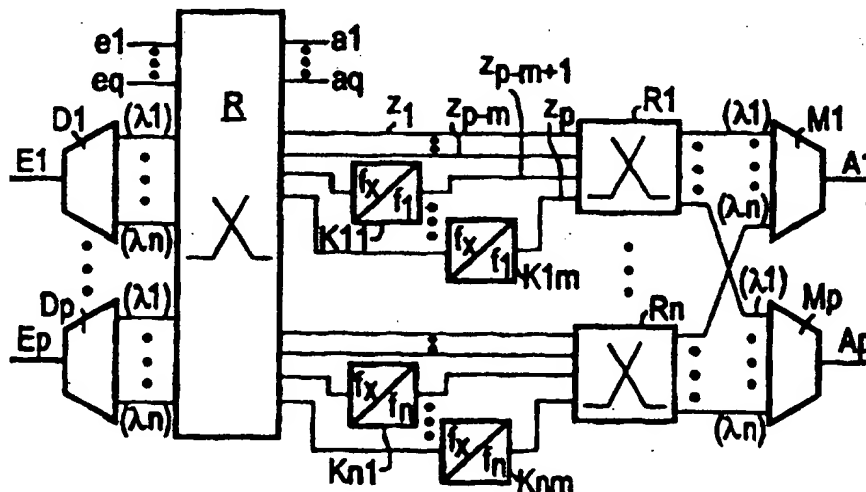 e1
a1
eq
aq
R
D1
(λ1)
E1
(λn)
Dp
(λ1)
Ep
(λn)
z1
zp-m
zp-m+1
zp
R1
(λ1)
M1
A1
(λn)
fx
f1
K11
fx
f1
K1m
Rn
(λ1)
Mp
Ap
(λn)
fx
fn
Kn1
fx
fn
Knm